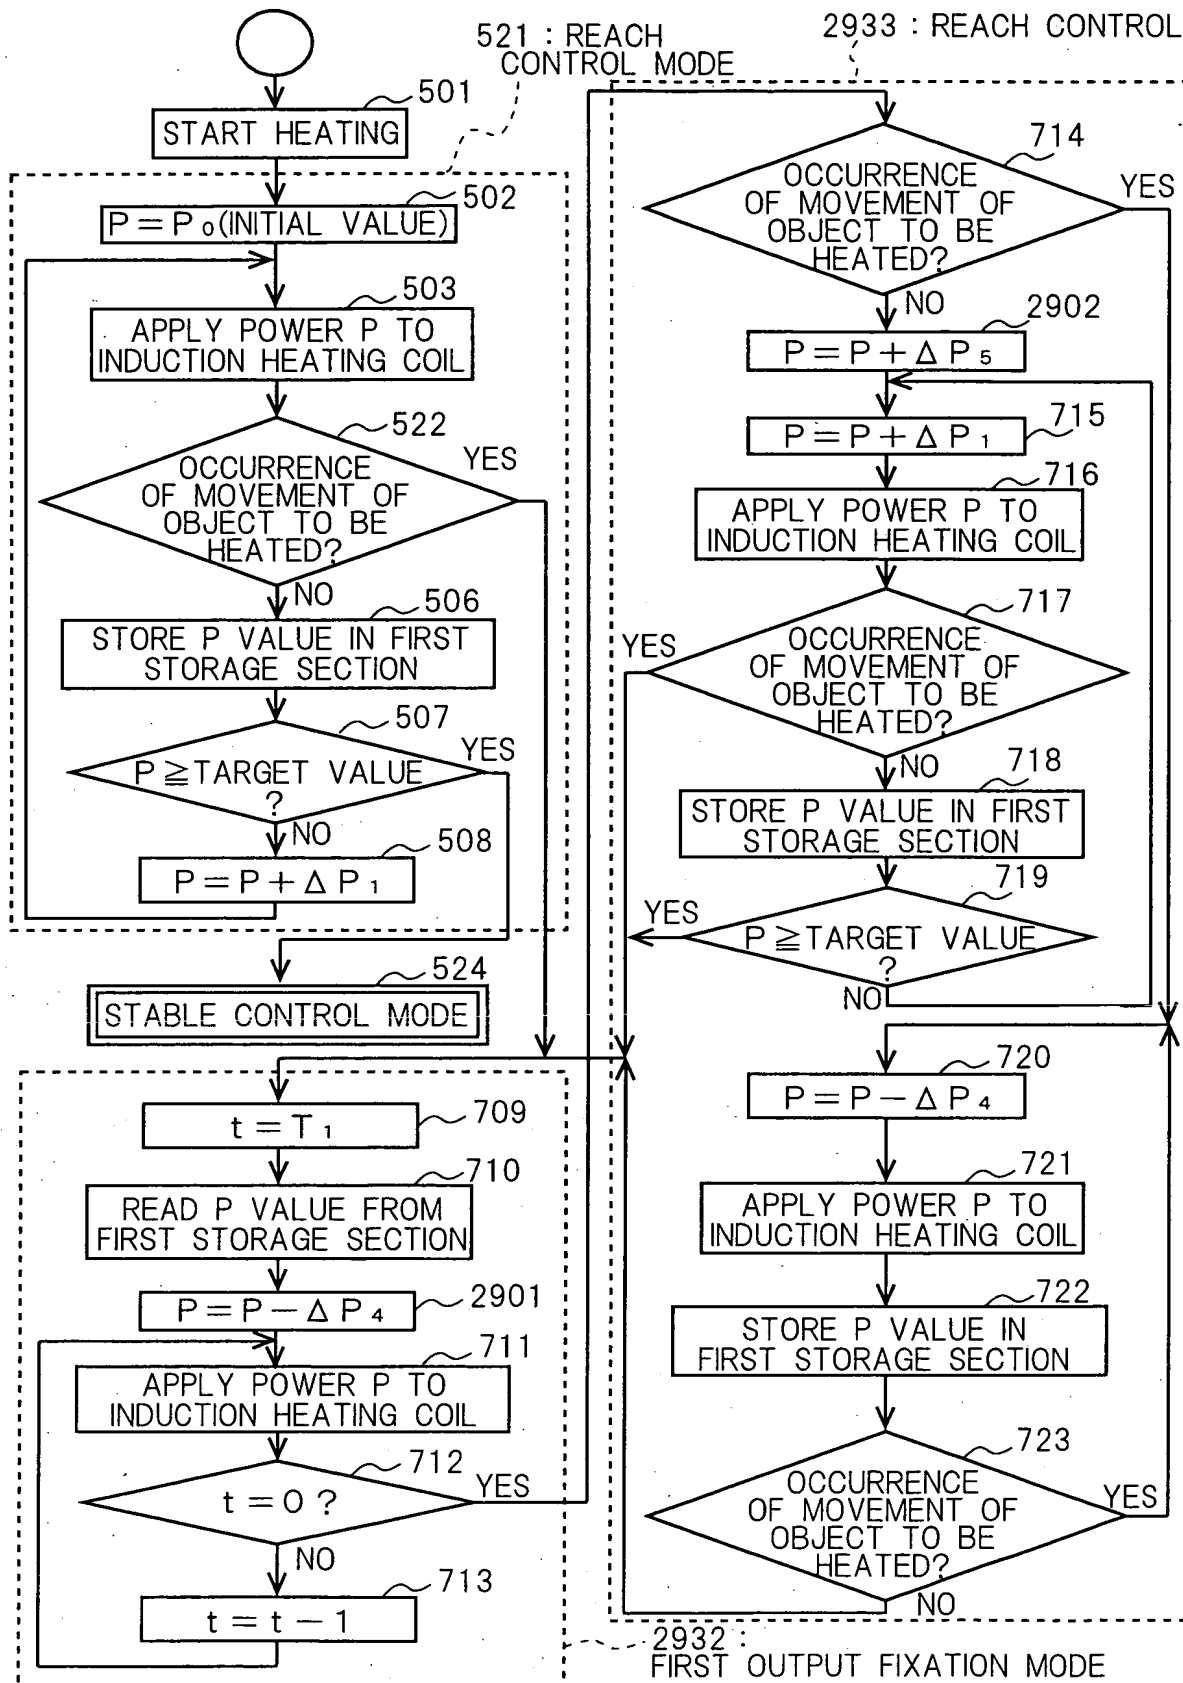 521 : REACH
CONTROL MODE
501
START HEATING
502
P = P₀ (INITIAL VALUE)
503
APPLY POWER P TO
INDUCTION HEATING COIL
522
YES
OCCURRENCE
OF MOVEMENT OF
OBJECT TO BE
HEATED?
NO
506
STORE P VALUE IN FIRST
STORAGE SECTION
507
YES
P ≧ TARGET VALUE
?
NO
508
P = P + Δ P₁
524
STABLE CONTROL MODE
709
t = T₁
710
READ P VALUE FROM
FIRST STORAGE SECTION
2901
P = P − Δ P₄
711
APPLY POWER P TO
INDUCTION HEATING COIL
712
YES
t = 0 ?
NO
713
t = t − 1
2932 :
FIRST OUTPUT FIXATION MODE
2933 : REACH CONTROL
714
YES
OCCURRENCE
OF MOVEMENT OF
OBJECT TO BE
HEATED?
NO
2902
P = P + Δ P₅
715
P = P + Δ P₁
716
APPLY POWER P TO
INDUCTION HEATING COIL
717
YES
OCCURRENCE
OF MOVEMENT OF
OBJECT TO BE
HEATED?
NO
718
STORE P VALUE IN FIRST
STORAGE SECTION
719
YES
P ≧ TARGET VALUE
?
NO
720
P = P − Δ P₄
721
APPLY POWER P TO
INDUCTION HEATING COIL
722
STORE P VALUE IN
FIRST STORAGE SECTION
723
YES
OCCURRENCE
OF MOVEMENT OF
OBJECT TO BE
HEATED?
NO